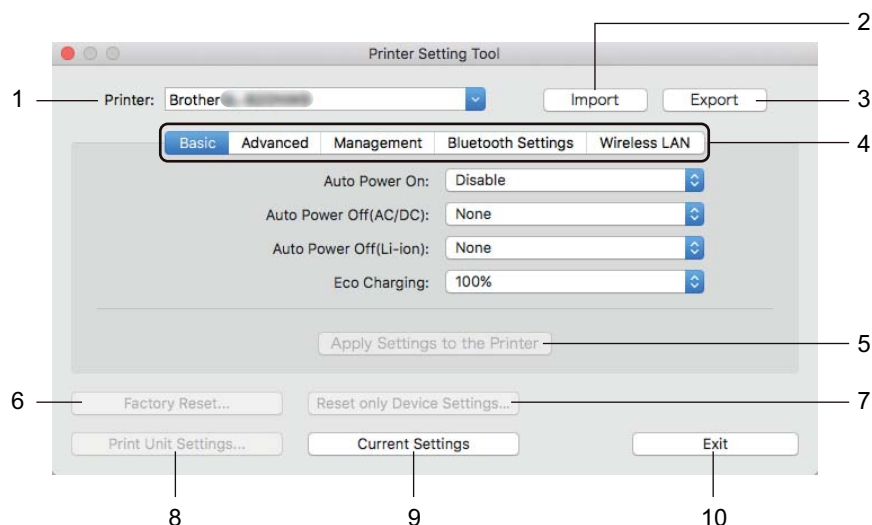 2
Printer Setting Tool
1 Printer: Brother Import Export 3
Basic Advanced Management Bluetooth Settings Wireless LAN 4
Auto Power On: Disable
Auto Power Off(AC/DC): None
Auto Power Off(Li-ion): None
Eco Charging: 100%
Apply Settings to the Printer 5
6 Factory Reset... Reset only Device Settings... 7
Print Unit Settings... Current Settings Exit
8 9 10